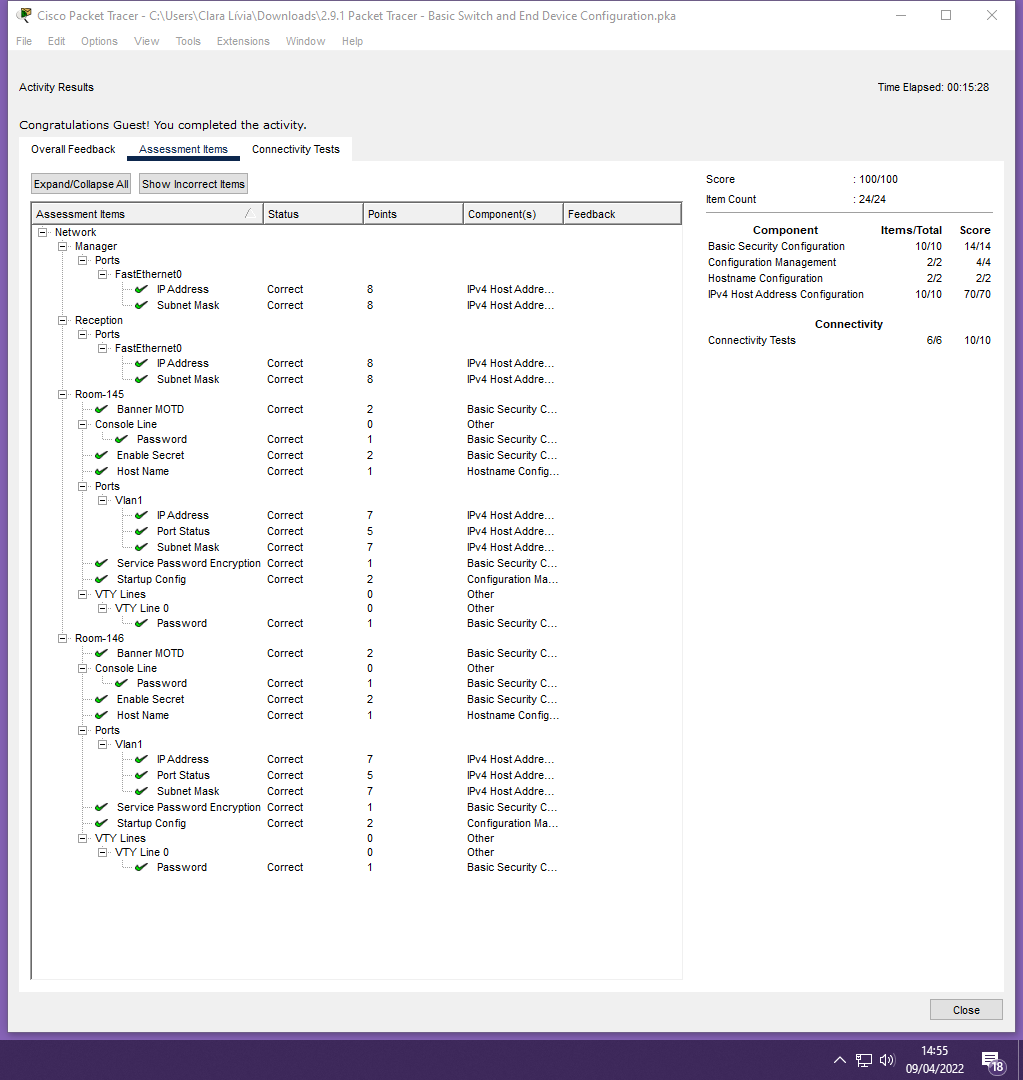 Cisco Packet Tracer - C:\Users\Clara Lívia\Downloads\2.9.1 Packet Tracer - Basic Switch and End Device Configuration.pka
File Edit Options View Tools Extensions Window Help
Activity Results Time Elapsed: 00:15:28
Congratulations Guest! You completed the activity.
Overall Feedback Assessment Items Connectivity Tests
Expand/Collapse All Show Incorrect Items
Assessment Items Status Points Component(s) Feedback
Network
Manager
Ports
FastEthernet0
IP Address Correct 8 IPv4 Host Addre...
Subnet Mask Correct 8 IPv4 Host Addre...
Reception
Ports
FastEthernet0
IP Address Correct 8 IPv4 Host Addre...
Subnet Mask Correct 8 IPv4 Host Addre...
Room-145
Banner MOTD Correct 2 Basic Security C...
Console Line 0 Other
Password Correct 1 Basic Security C...
Enable Secret Correct 2 Basic Security C...
Host Name Correct 1 Hostname Config...
Ports
Vlan1
IP Address Correct 7 IPv4 Host Addre...
Port Status Correct 5 IPv4 Host Addre...
Subnet Mask Correct 7 IPv4 Host Addre...
Service Password Encryption Correct 1 Basic Security C...
Startup Config Correct 2 Configuration Ma...
VTY Lines 0 Other
VTY Line 0 0 Other
Password Correct 1 Basic Security C...
Room-146
Banner MOTD Correct 2 Basic Security C...
Console Line 0 Other
Password Correct 1 Basic Security C...
Enable Secret Correct 2 Basic Security C...
Host Name Correct 1 Hostname Config...
Ports
Vlan1
IP Address Correct 7 IPv4 Host Addre...
Port Status Correct 5 IPv4 Host Addre...
Subnet Mask Correct 7 IPv4 Host Addre...
Service Password Encryption Correct 1 Basic Security C...
Startup Config Correct 2 Configuration Ma...
VTY Lines 0 Other
VTY Line 0 0 Other
Password Correct 1 Basic Security C...
Score : 100/100
Item Count : 24/24
Component Items/Total Score
Basic Security Configuration 10/10 14/14
Configuration Management 2/2 4/4
Hostname Configuration 2/2 2/2
IPv4 Host Address Configuration 10/10 70/70
Connectivity
Connectivity Tests 6/6 10/10
Close
14:55
09/04/2022
18